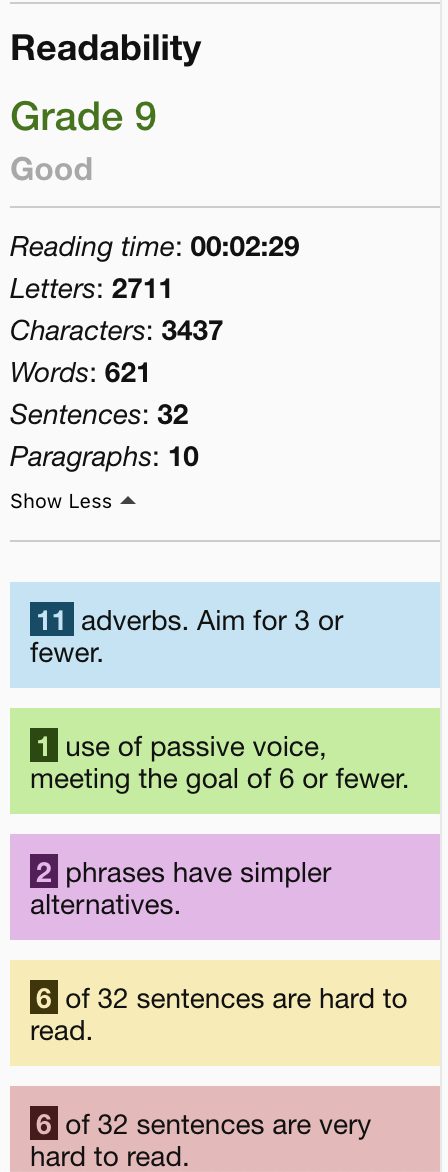 Readability
Grade 9
Good
Reading time: 00:02:29
Letters: 2711
Characters: 3437
Words: 621
Sentences: 32
Paragraphs: 10
Show Less
11 adverbs. Aim for 3 or
fewer.
1 use of passive voice,
meeting the goal of 6 or fewer.
2 phrases have simpler
alternatives.
6 of 32 sentences are hard to
read.
6 of 32 sentences are very
hard to read.